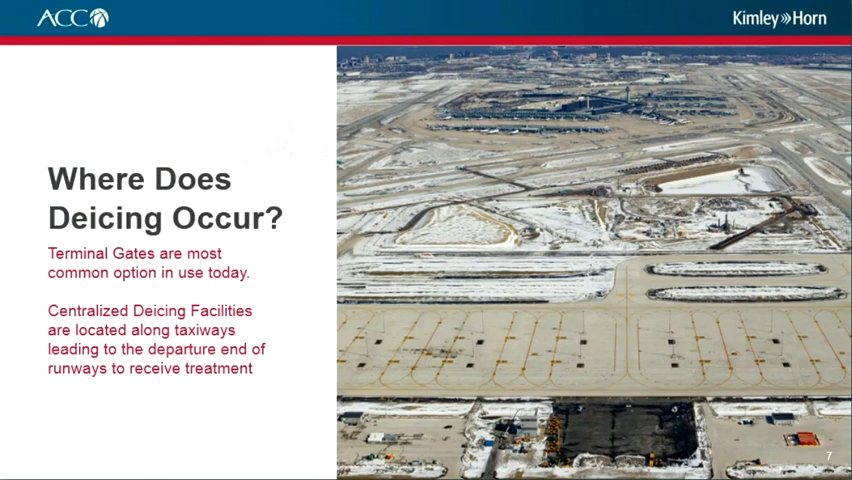 ACC
Kimley»Horn
Where Does
Deicing Occur?
Terminal Gates are most
common option in use today.
Centralized Deicing Facilities
are located along taxiways
leading to the departure end of
runways to receive treatment
7